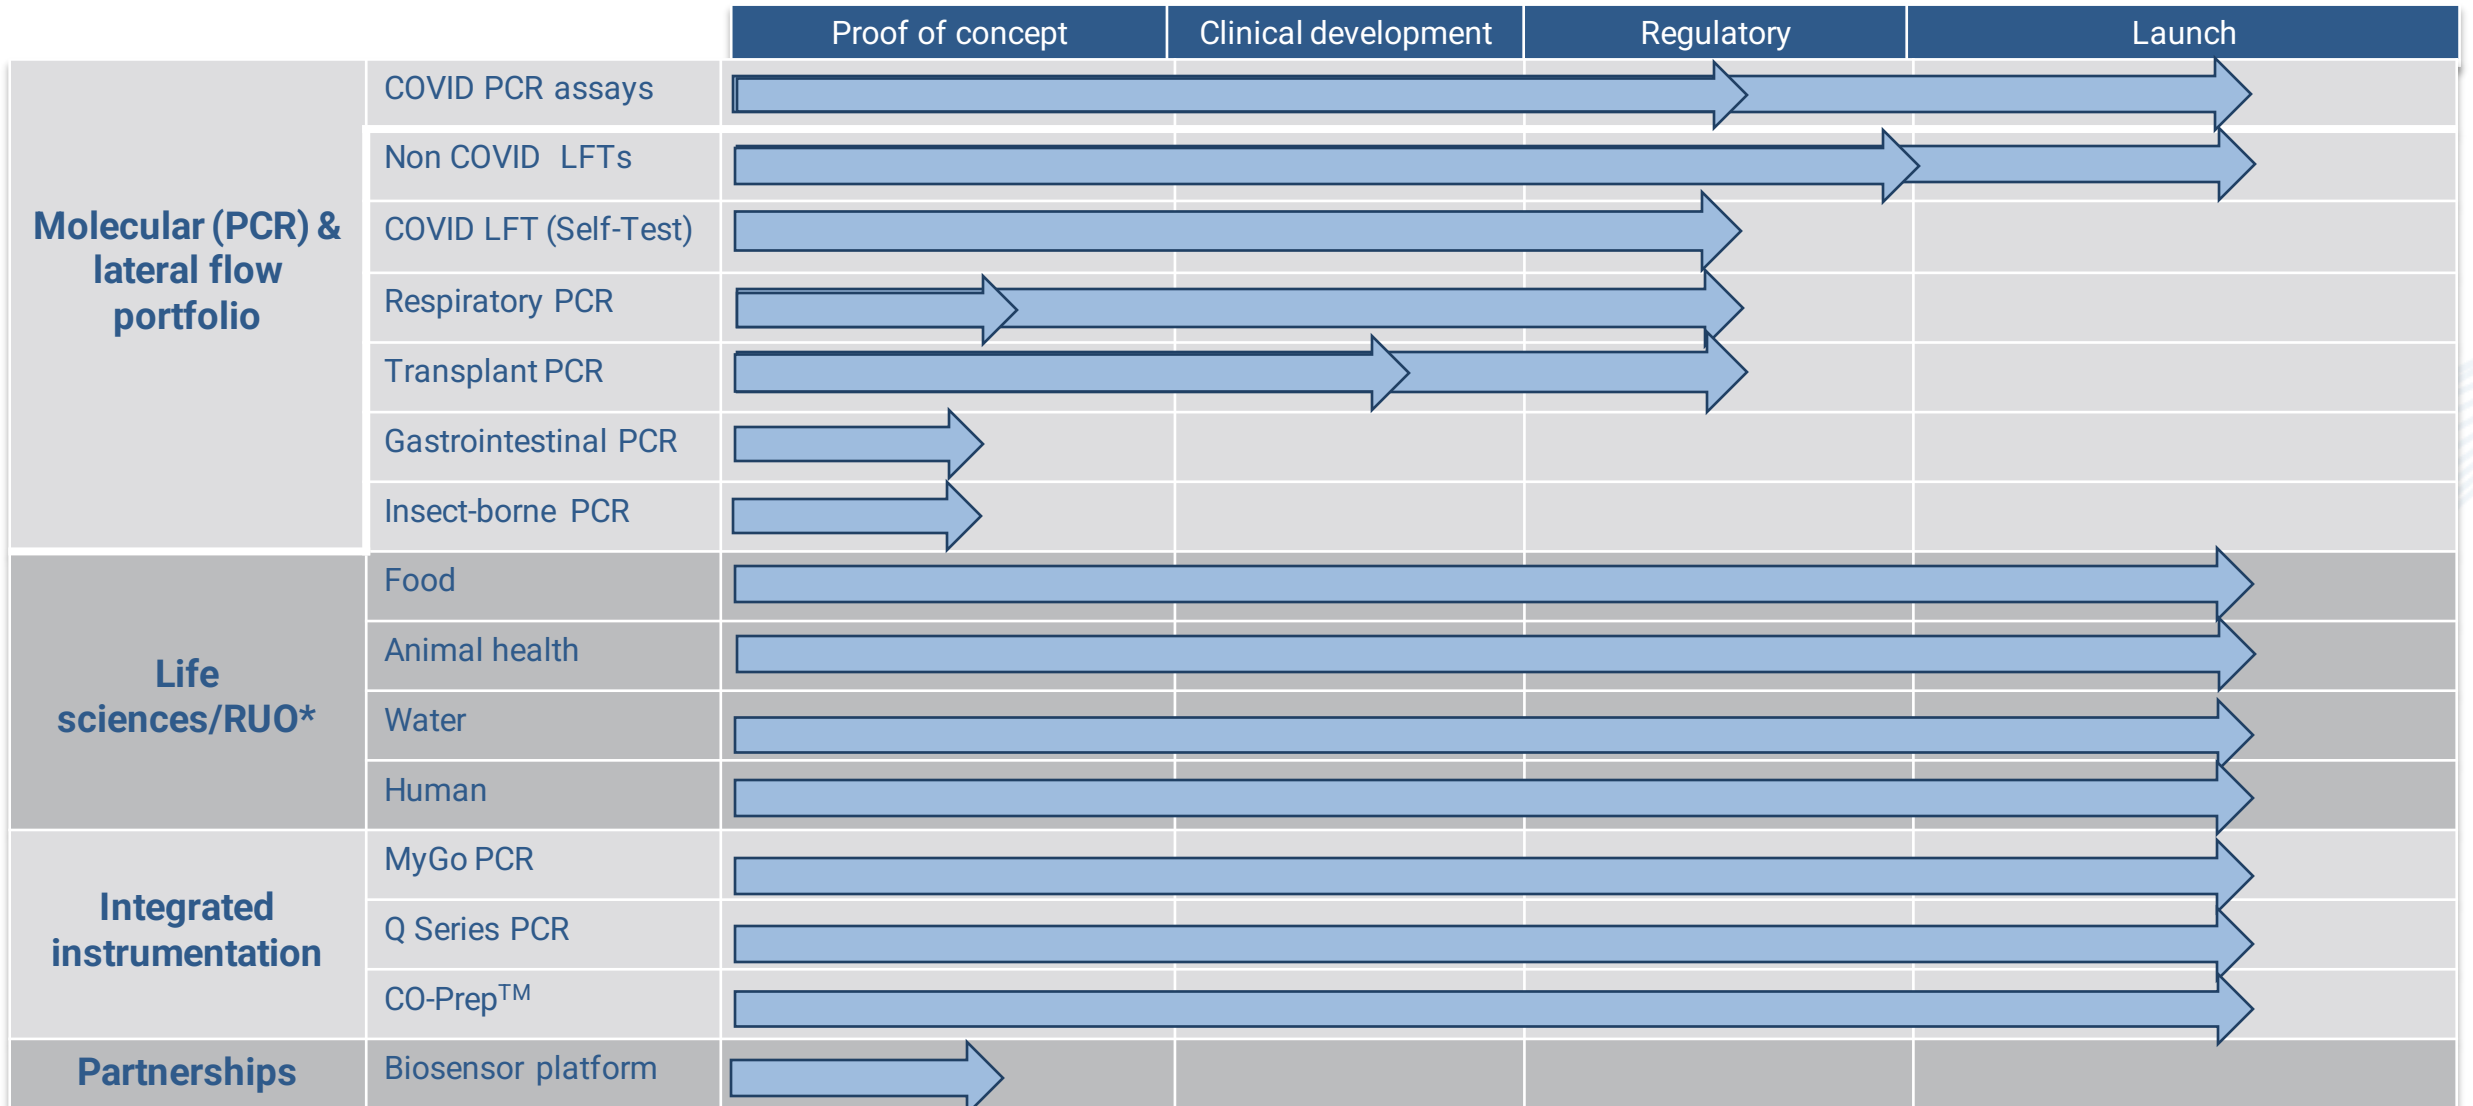 Proof of concept
Clinical development
Regulatory
Launch
Molecular (PCR) &
lateral flow
portfolio
COVID PCR assays
Non COVID LFTs
COVID LFT (Self-Test)
Respiratory PCR
Transplant PCR
Gastrointestinal PCR
Insect-borne PCR
Life
sciences/RUO*
Food
Animal health
Water
Human
Integrated
instrumentation
MyGo PCR
Q Series PCR
CO-Prep™
Partnerships
Biosensor platform